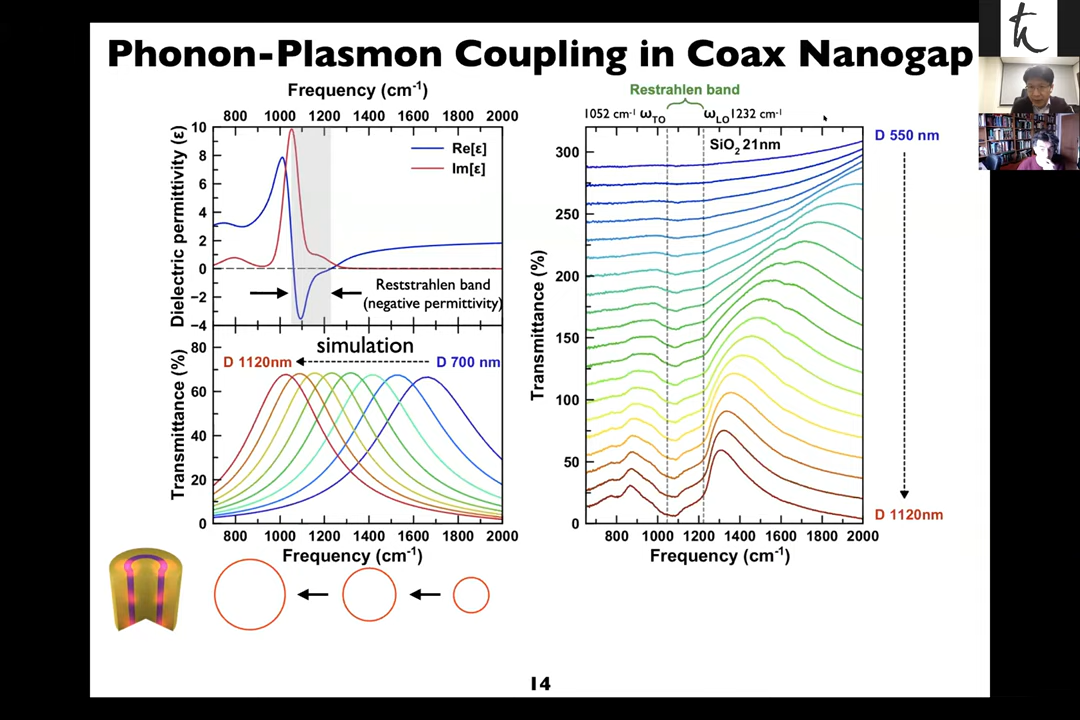 Phonon-Plasmon Coupling in Coax Nanogap
Frequency (cm-1)
800 1000 1200 1400 1600 1800 2000
Dielectric permittivity (ε)
10
8
6
4
2
0
−2
−4
Re[ε]
Im[ε]
Reststrahlen band
(negative permittivity)
simulation
D 1120nm
D 700 nm
Transmittance (%)
80
60
40
20
0
800 1000 1200 1400 1600 1800 2000
Frequency (cm-1)
Restrahlen band
1052 cm-1 ωTO
ωLO 1232 cm-1
SiO2 21nm
D 550 nm
D 1120nm
Transmittance (%)
300
250
200
150
100
50
0
800 1000 1200 1400 1600 1800 2000
Frequency (cm-1)
14